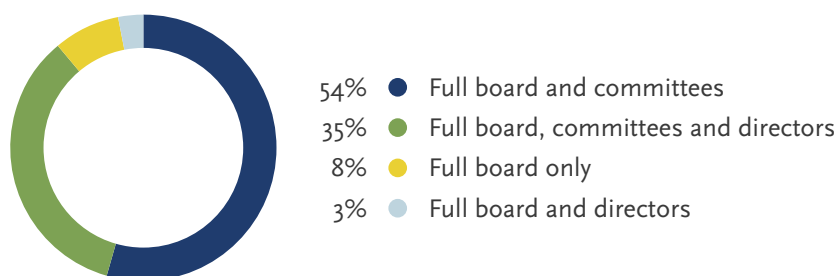 54% Full board and committees
35% Full board, committees and directors
8% Full board only
3% Full board and directors